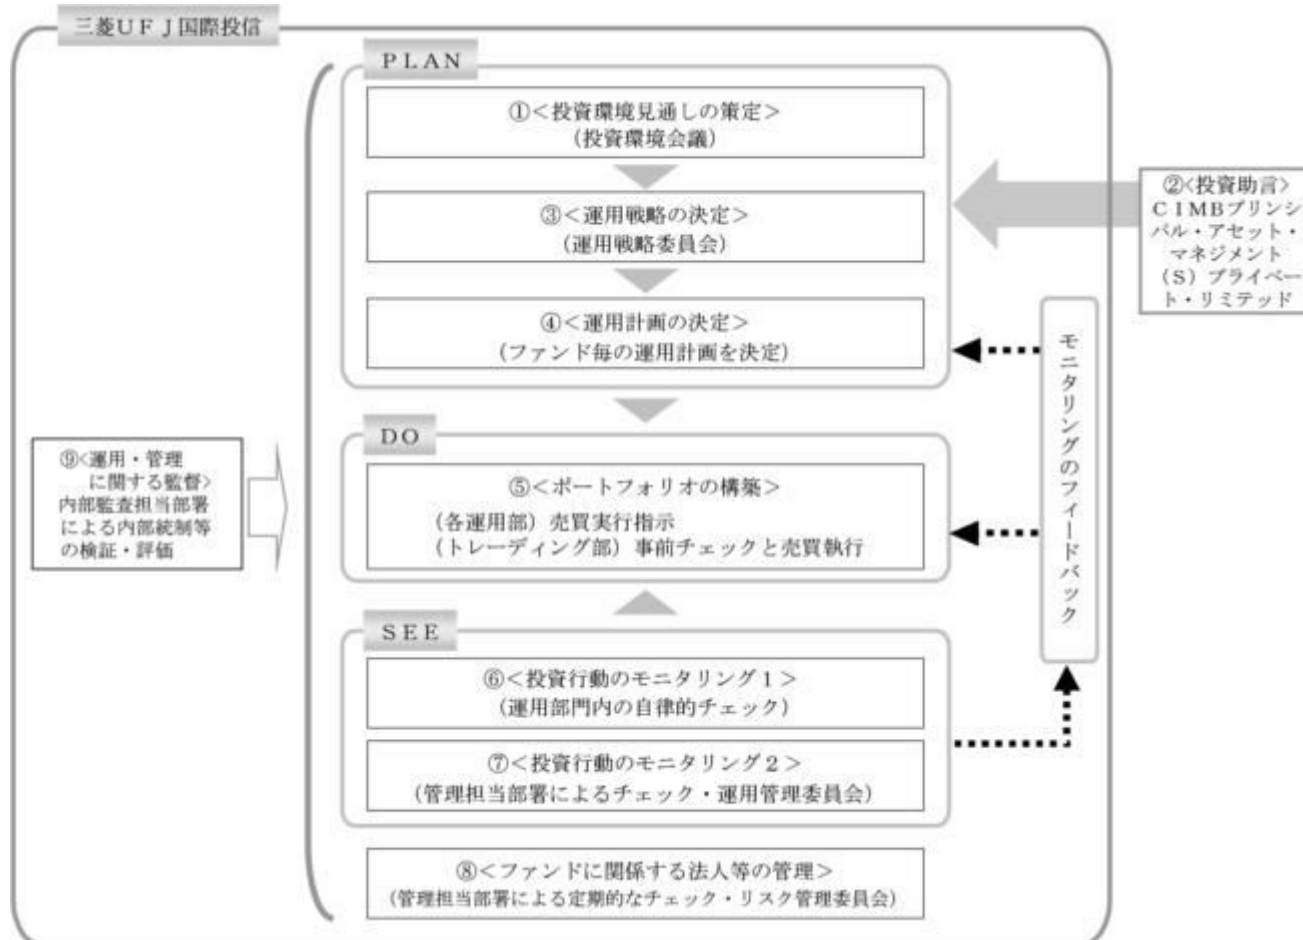 三菱UFJ国際投信
PLAN
①<投資環境見通しの策定>
(投資環境会議)
②<投資助言>
CIMBプリンシ
パル・アセット・
マネジメント
(S)プライベー
ト・リミテッド
③<運用戦略の決定>
(運用戦略委員会)
④<運用計画の決定>
(ファンド毎の運用計画を決定)
モニタリングのフィードバック
DO
⑤<ポートフォリオの構築>
(各運用部)売買実行指示
(トレーディング部)事前チェックと売買執行
⑨<運用・管理
に関する監督>
内部監査担当部署
による内部統制等
の検証・評価
SEE
⑥<投資行動のモニタリング1>
(運用部門内の自律的チェック)
⑦<投資行動のモニタリング2>
(管理担当部署によるチェック・運用管理委員会)
⑧<ファンドに関係する法人等の管理>
(管理担当部署による定期的なチェック・リスク管理委員会)